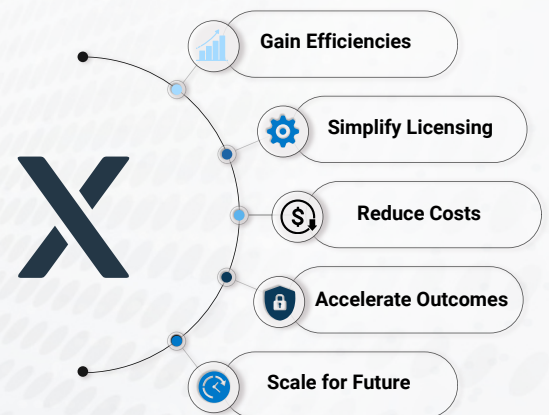 Gain Efficiencies
Simplify Licensing
X
Reduce Costs
$
Accelerate Outcomes
Scale for Future